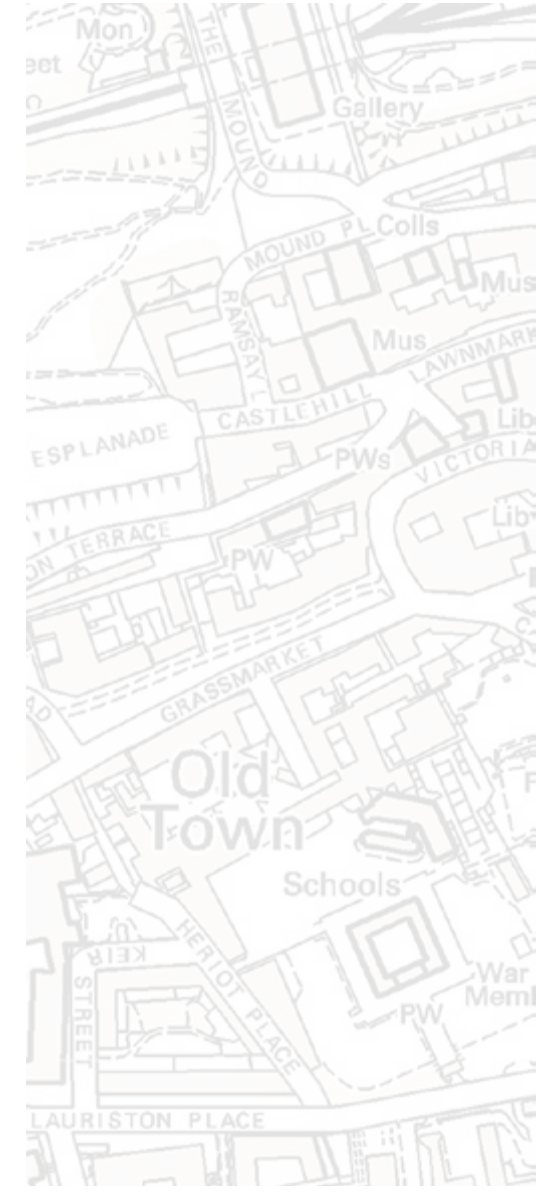 Mon
THE MOUND
Gallery
MOUND PL
Colls
Mus
RAMSAY L
Mus
LAWNMARK
CASTLEHILL
ESPLANADE
Lib
PWs
VICTORIA
Lib
ON TERRACE
PW
GRASSMARKET
Old
Town
Schools
HERIOT PLACE
KEIR
STREET
War
Meml
PW
LAURISTON PLACE